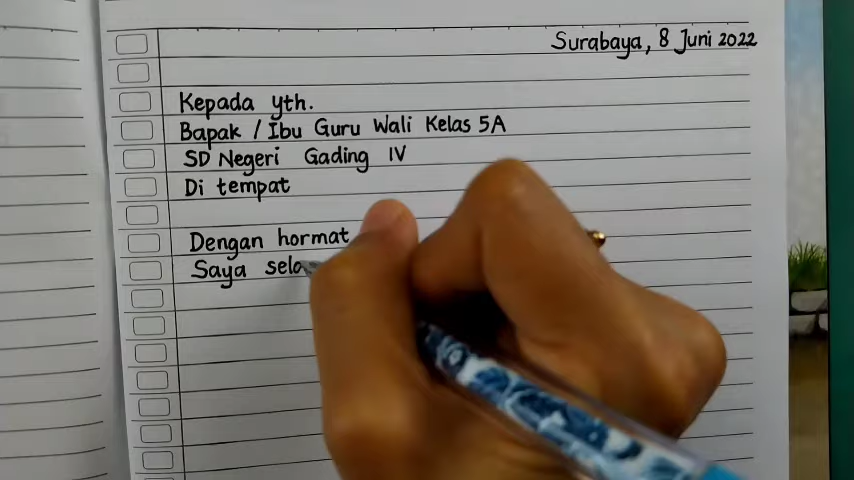 Surabaya, 8 Juni 2022
Kepada yth.
Bapak / Ibu Guru Wali Kelas 5A
SD Negeri Gading IV
Di tempat
Dengan hormat
Saya sela